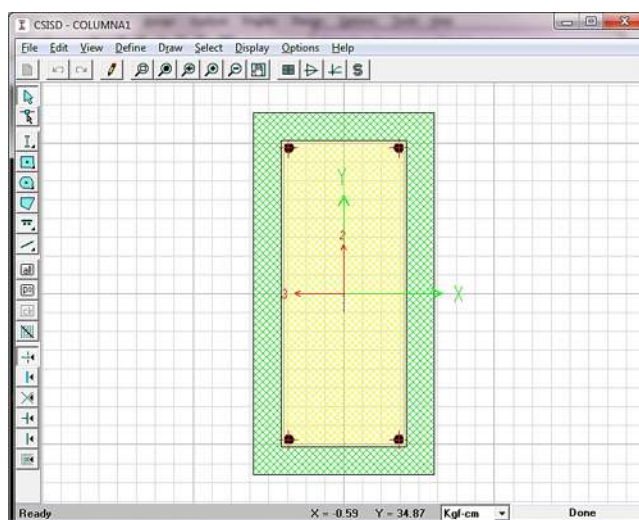 CSISD - COLUMNA1
File Edit View Define Draw Select Display Options Help
Y
2
3
X
all
Ready X = -0.59 Y = 34.87 Kgf-cm Done